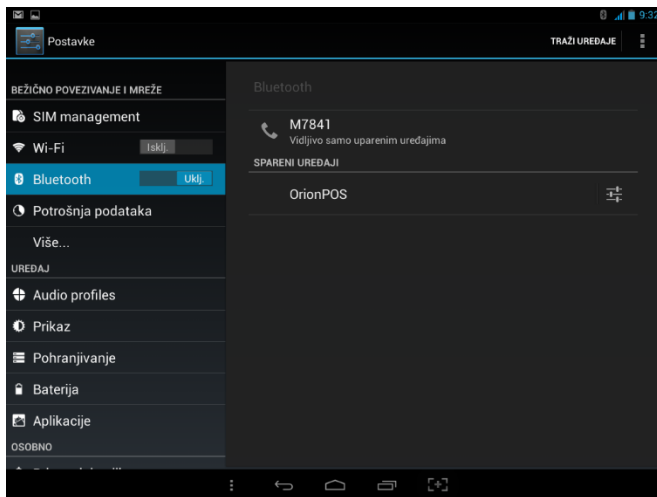 9:32
Postavke
TRAŽI UREĐAJE
BEŽIČNO POVEZIVANJE I MREŽE
SIM management
Wi-Fi
Isklj.
Bluetooth
Uklj.
Potrošnja podataka
Više...
UREĐAJ
Audio profiles
Prikaz
Pohranjivanje
Baterija
Aplikacije
OSOBNO
Bluetooth
M7841
Vidljivo samo uparenim uređajima
SPARENI UREĐAJI
OrionPOS